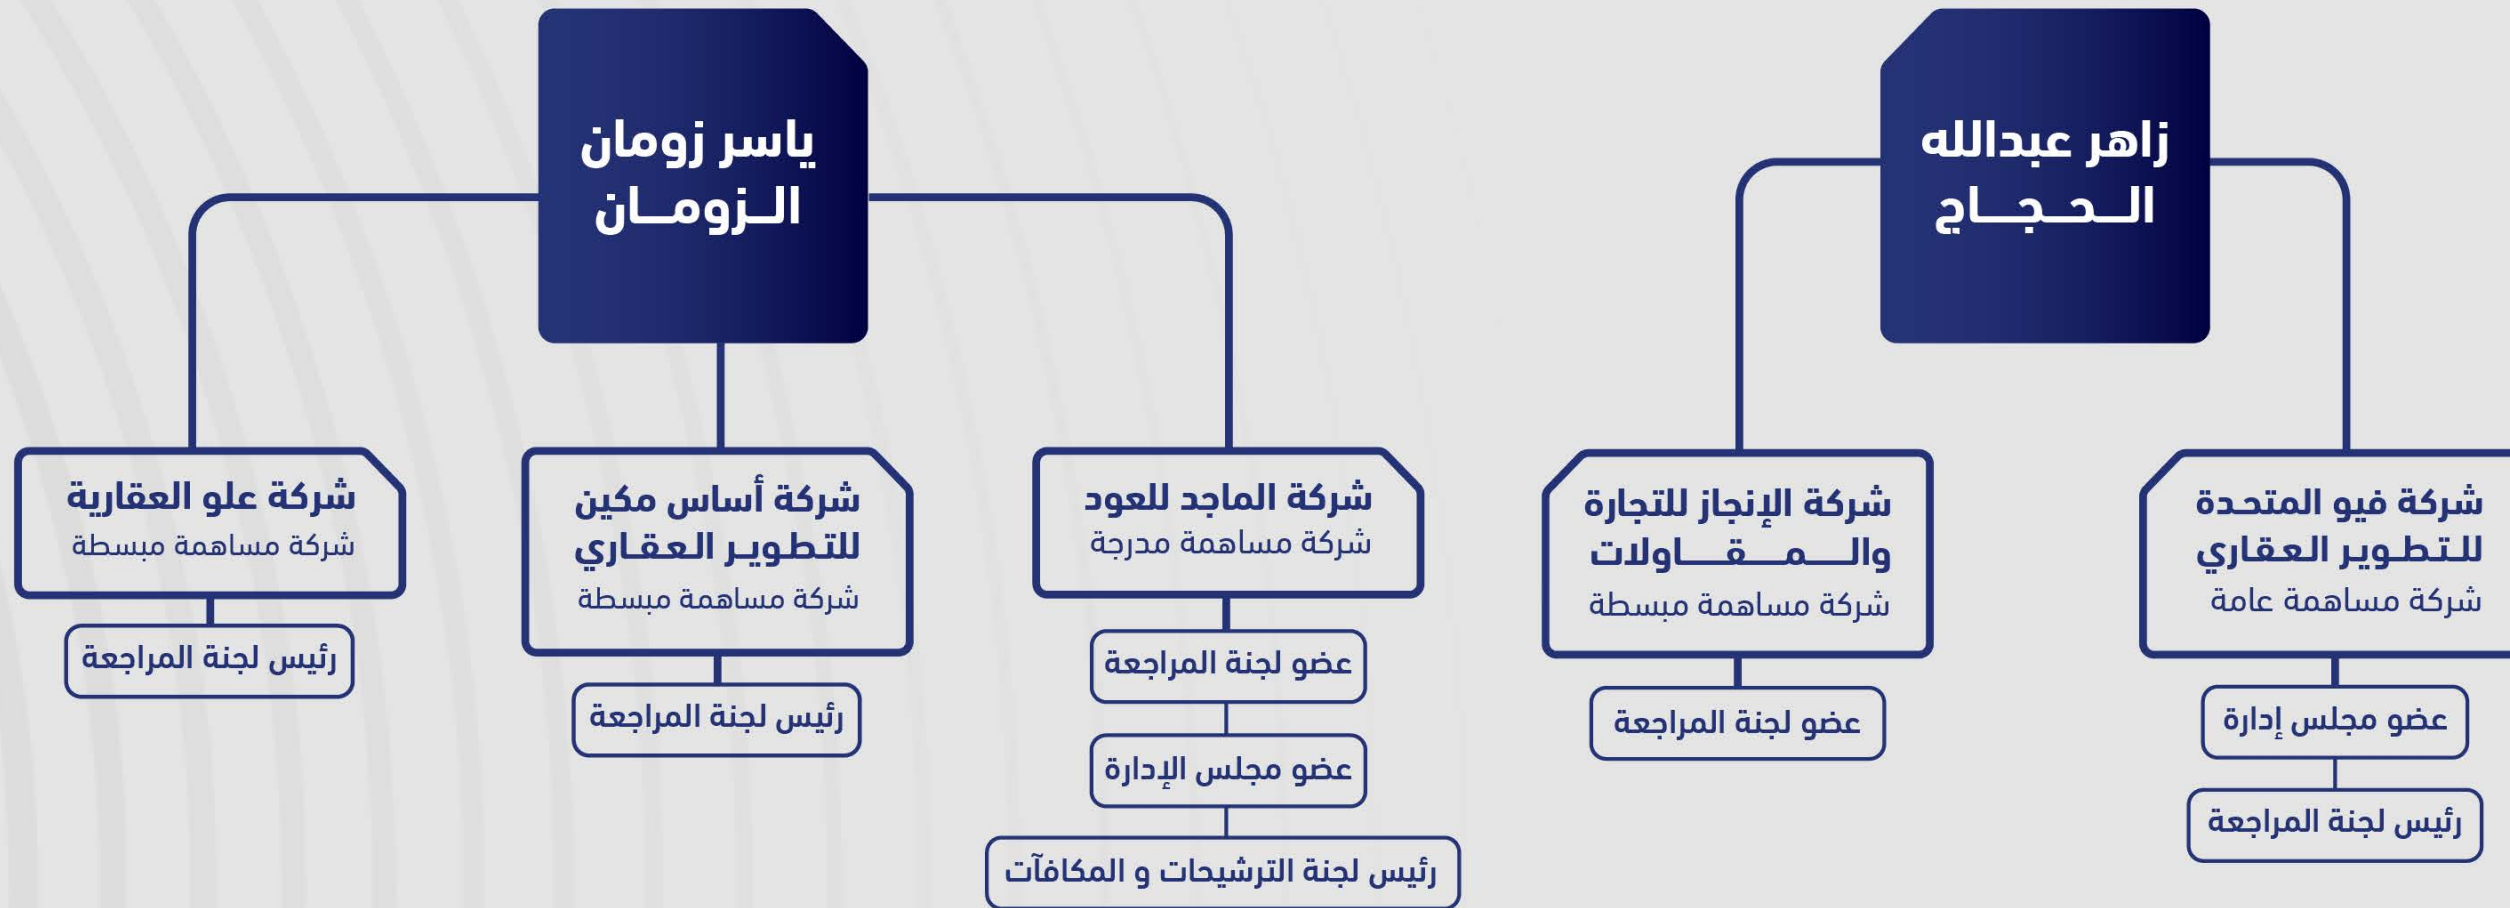 زاهر عبدالله
الحجاج
شركة فيو المتحدة
للتطوير العقاري
شركة مساهمة عامة
عضو مجلس إدارة
رئيس لجنة المراجعة
شركة الإنجاز للتجارة
والمقاولات
شركة مساهمة مبسطة
عضو لجنة المراجعة
ياسر زومان
الزومان
شركة الماجد للعود
شركة مساهمة مدرجة
عضو لجنة المراجعة
عضو مجلس الإدارة
رئيس لجنة الترشيحات و المكافآت
شركة أساس مكين
للتطوير العقاري
شركة مساهمة مبسطة
رئيس لجنة المراجعة
شركة علو العقارية
شركة مساهمة مبسطة
رئيس لجنة المراجعة